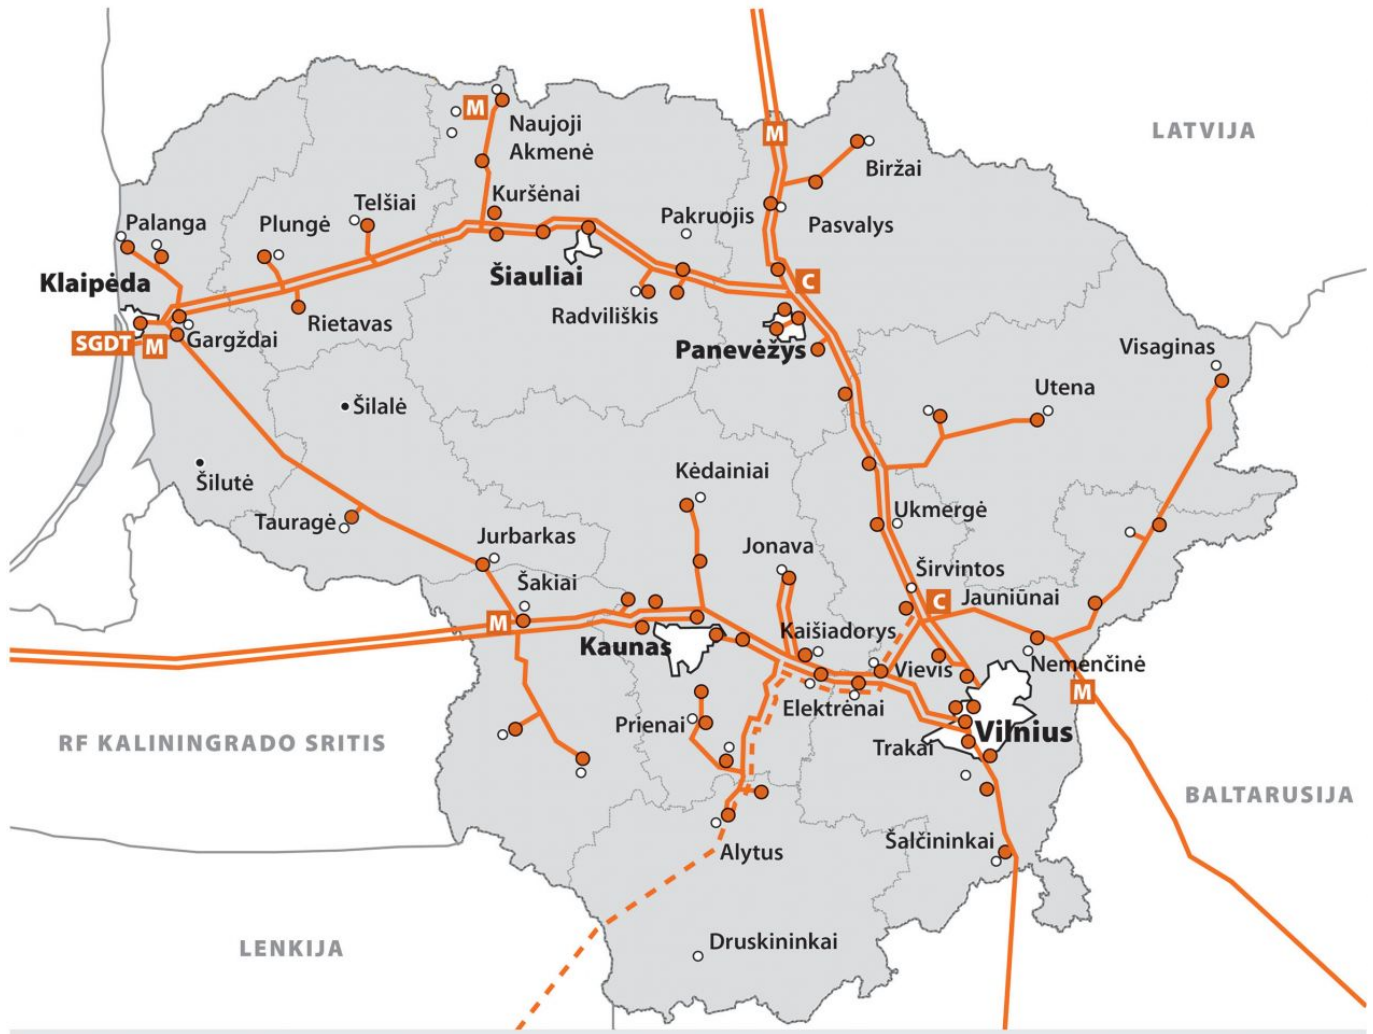 LATVIJA
M
Naujoji
Akmenė
M
Biržai
Kuršėnai
Telšiai
Palanga
Plungė
Pakruojis
Pasvalys
Klaipėda
Šiauliai
C
Rietavas
Radviliškis
SGDT
M
Gargždai
Panevėžys
Visaginas
Utena
Šilalė
Šilutė
Kėdainiai
Tauragė
Ukmergė
Jurbarkas
Jonava
Šakiai
Širvintos
M
C
Jauniūnai
Kaunas
Kaišiadorys
Vievis
Nemenčinė
M
Elektrėnai
Prienai
Vilnius
Trakai
RF KALININGRADO SRITIS
BALTARUSIJA
Alytus
Šalčininkai
LENKIJA
Druskininkai